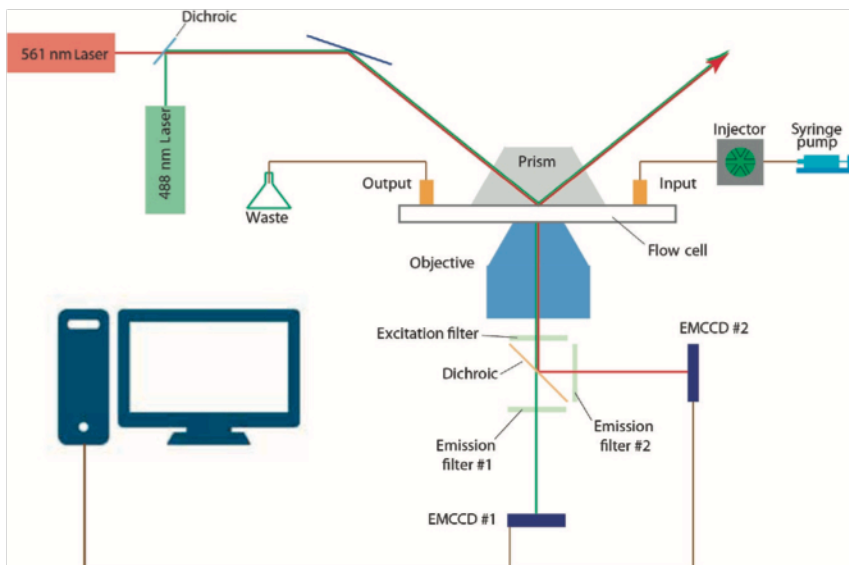 Dichroic
561 nm Laser
488 nm Laser
Injector
Syringe
pump
Prism
Output
Input
Waste
Flow cell
Objective
Excitation filter
EMCCD #2
Dichroic
Emission
filter #2
Emission
filter #1
EMCCD #1